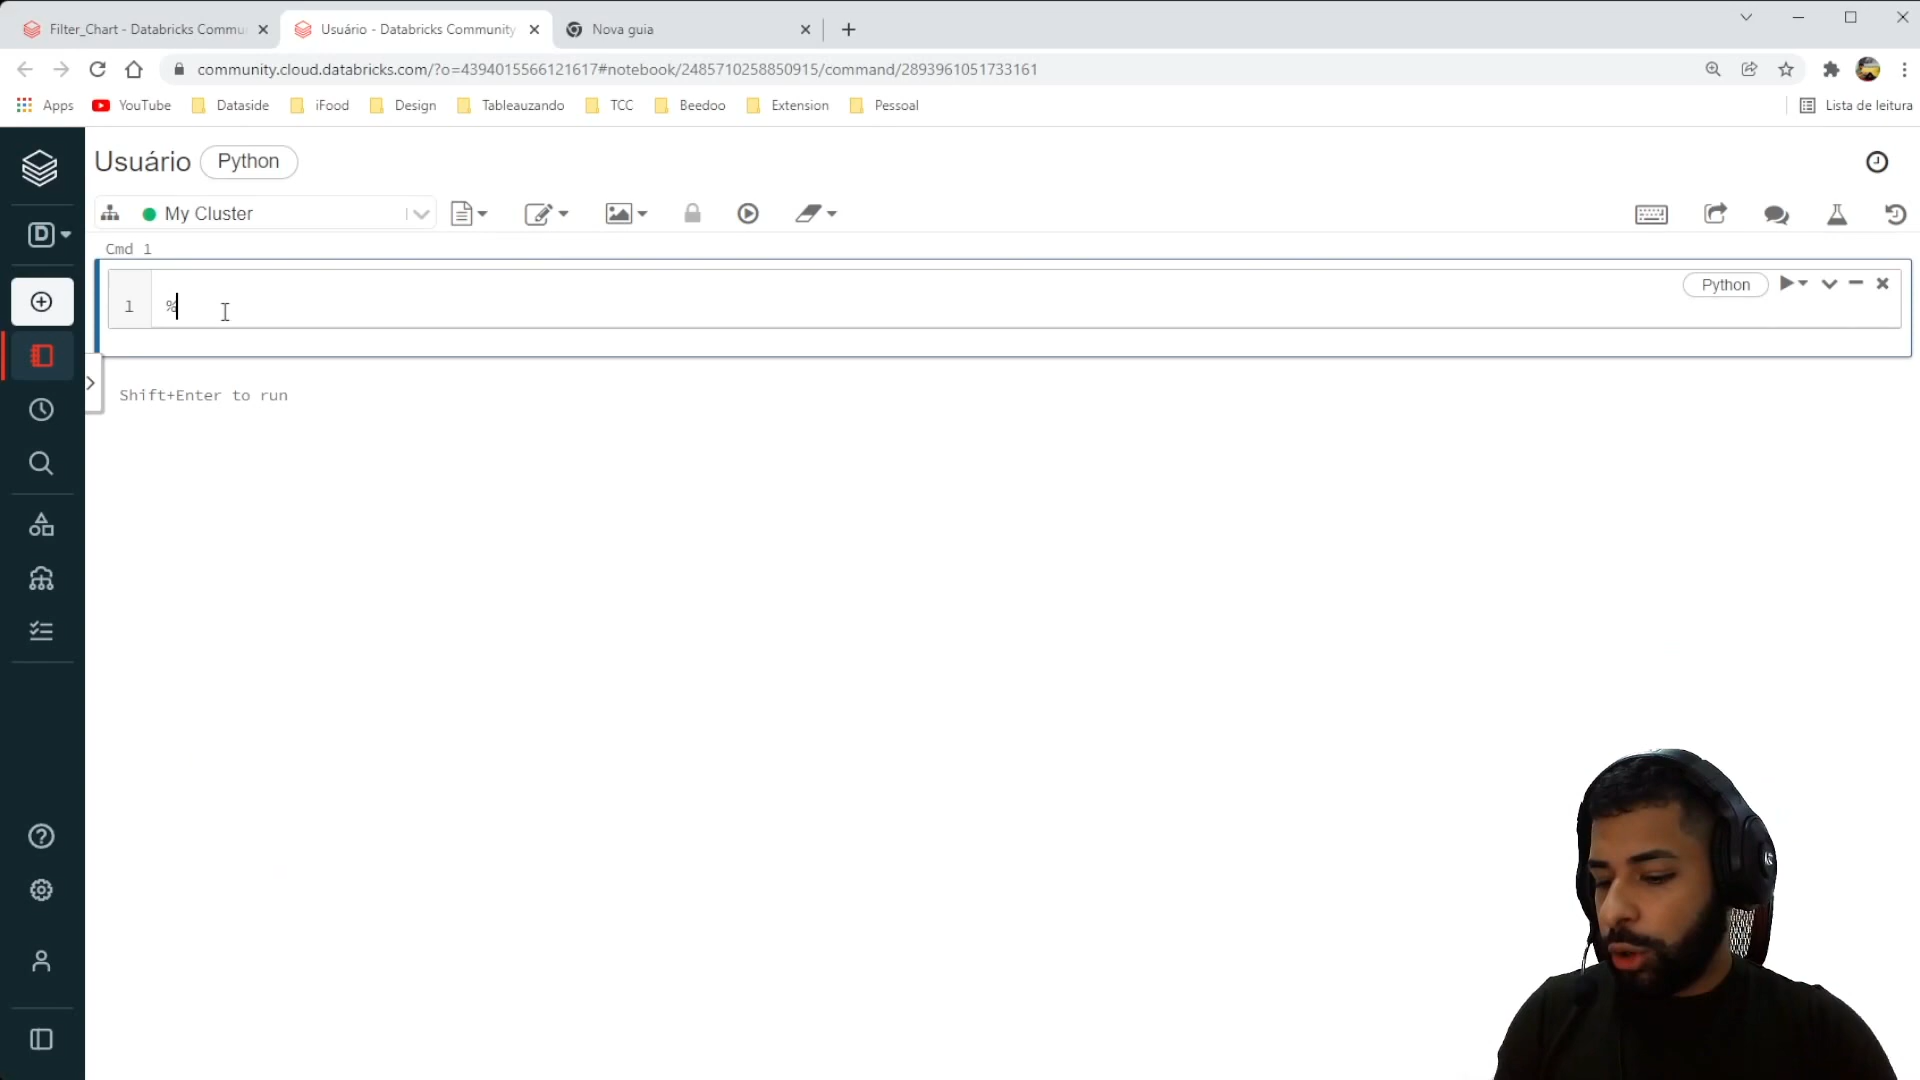 Filter_Chart - Databricks Commu
Usuário - Databricks Community
Nova guia
community.cloud.databricks.com/?o=4394015566121617#notebook/2485710258850915/command/2893961051733161
Apps
YouTube
Dataside
iFood
Design
Tableauzando
TCC
Beedoo
Extension
Pessoal
Lista de leitura
Usuário
Python
D
My Cluster
Cmd 1
Python
1
%
Shift+Enter to run